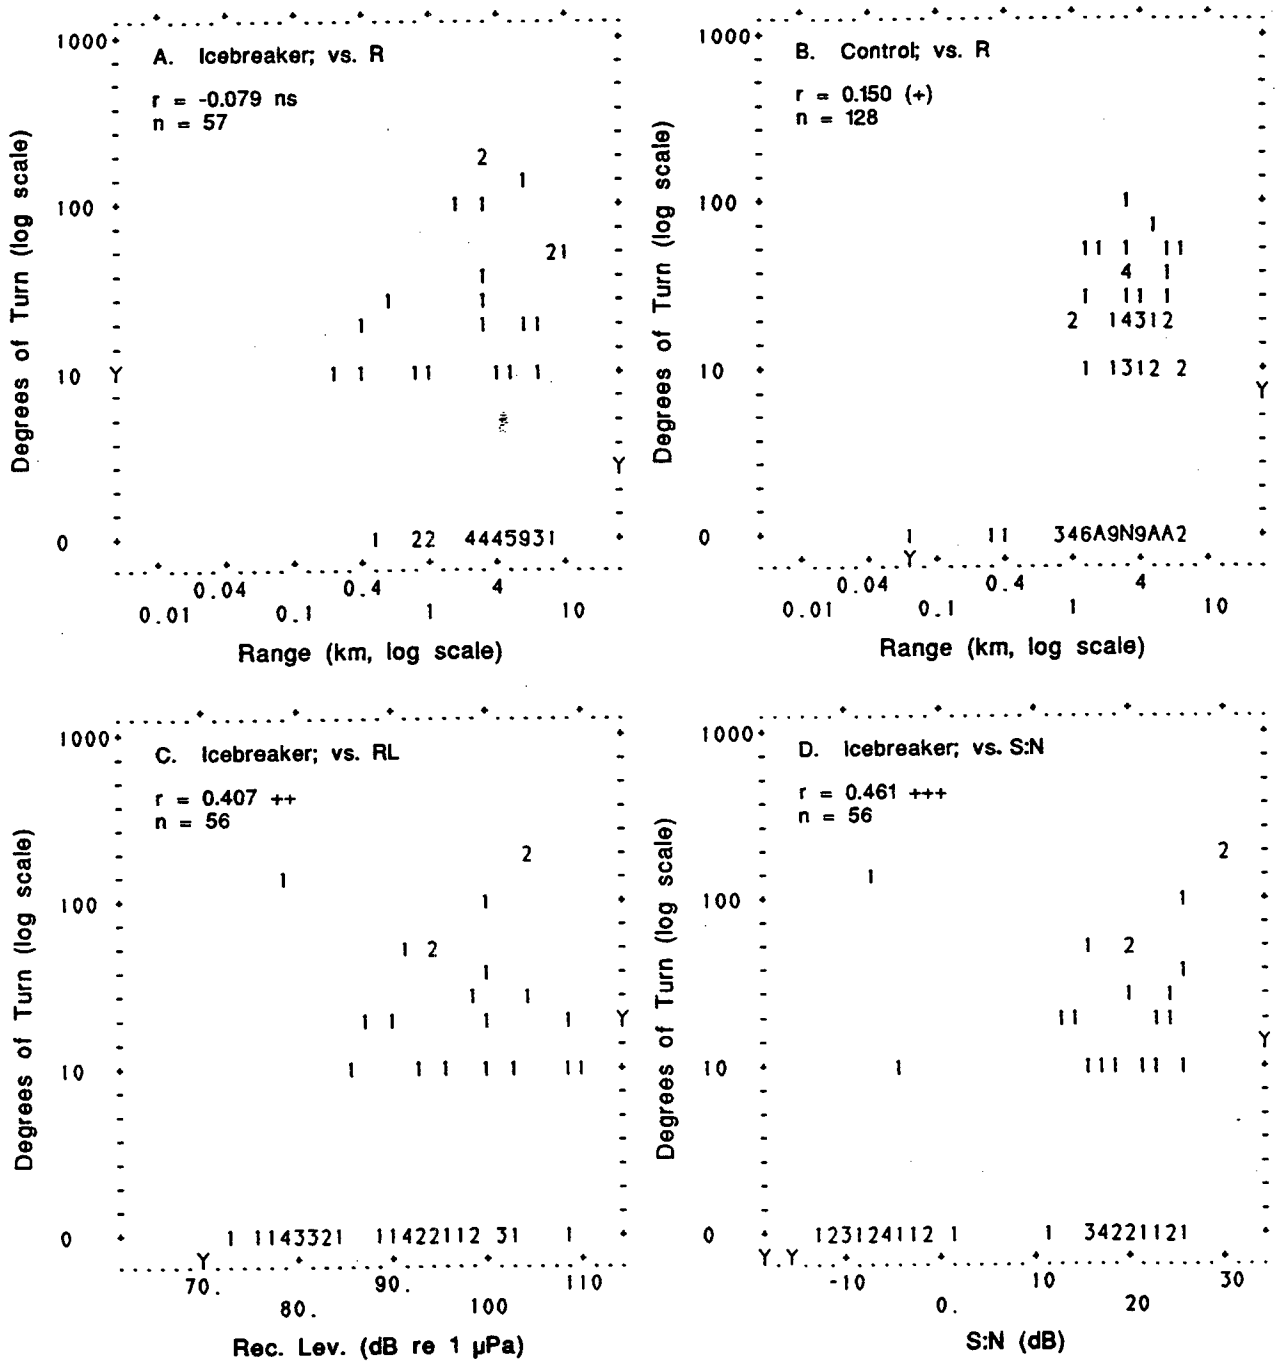 A. Icebreaker; vs. R
r = -0.079 ns
n = 57
1000
100
10
0
Degrees of Turn (log scale)
2
1
1 1
21
1
1 1
1 1 11
Y 1 1 11 11 1
Y
1 22 4445931
0.04 0.4 4
0.01 0.1 1 10
Range (km, log scale)
B. Control; vs. R
r = 0.150 (+)
n = 128
1000
100
10
0
Degrees of Turn (log scale)
1
1
11 1 11
4 1
1 11 1
2 14312
1 1312 2
Y
1 11 346A9N9AA2
Y
0.04 0.4 4
0.01 0.1 1 10
Range (km, log scale)
C. Icebreaker; vs. RL
r = 0.407 ++
n = 56
1000
100
10
0
Degrees of Turn (log scale)
2
1
1
1 2
1
1 1
1 1 1 1 Y
1 1 1 1 1 11
1 1143321 11422112 31 1
Y
70. 90. 110
80. 100
Rec. Lev. (dB re 1 µPa)
D. Icebreaker; vs. S:N
r = 0.461 +++
n = 56
1000
100
10
0
Degrees of Turn (log scale)
2
1
1
1 2
1
1 1
11 11
Y
1 111 11 1
123124112 1 1 34221121
Y Y
-10 10 30
0. 20
S:N (dB)